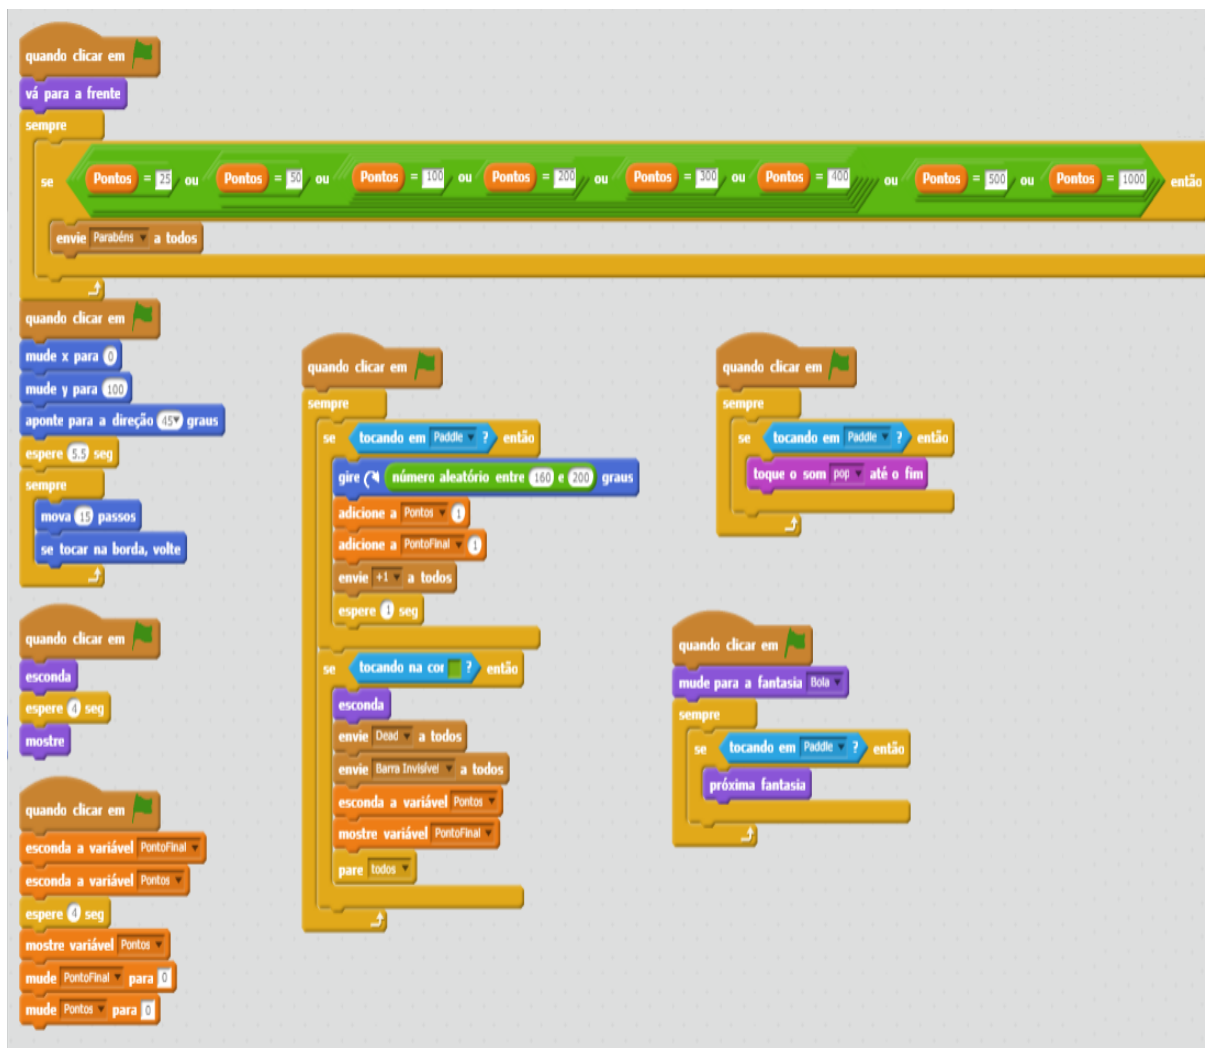 quando clicar em
vá para a frente
sempre
se Pontos = 25 ou Pontos = 50 ou Pontos = 100 ou Pontos = 200 ou Pontos = 300 ou Pontos = 400 ou Pontos = 500 ou Pontos = 1000 então
envie Parabéns a todos
quando clicar em
mude x para 0
mude y para 100
aponte para a direção 45 graus
espere 5.5 seg
sempre
mova 15 passos
se tocar na borda, volte
quando clicar em
esconda
espere 4 seg
mostre
quando clicar em
esconda a variável PontoFinal
esconda a variável Pontos
espere 4 seg
mostre variável Pontos
mude PontoFinal para 0
mude Pontos para 0
quando clicar em
sempre
se tocando em Paddle ? então
gire número aleatório entre 160 e 200 graus
adicione a Pontos 1
adicione a PontoFinal 1
envie +1 a todos
espere 1 seg
se tocando na cor ? então
esconda
envie Dead a todos
envie Barra Invisível a todos
esconda a variável Pontos
mostre variável PontoFinal
pare todos
quando clicar em
sempre
se tocando em Paddle ? então
toque o som pop até o fim
quando clicar em
mude para a fantasia Bola
sempre
se tocando em Paddle ? então
próxima fantasia